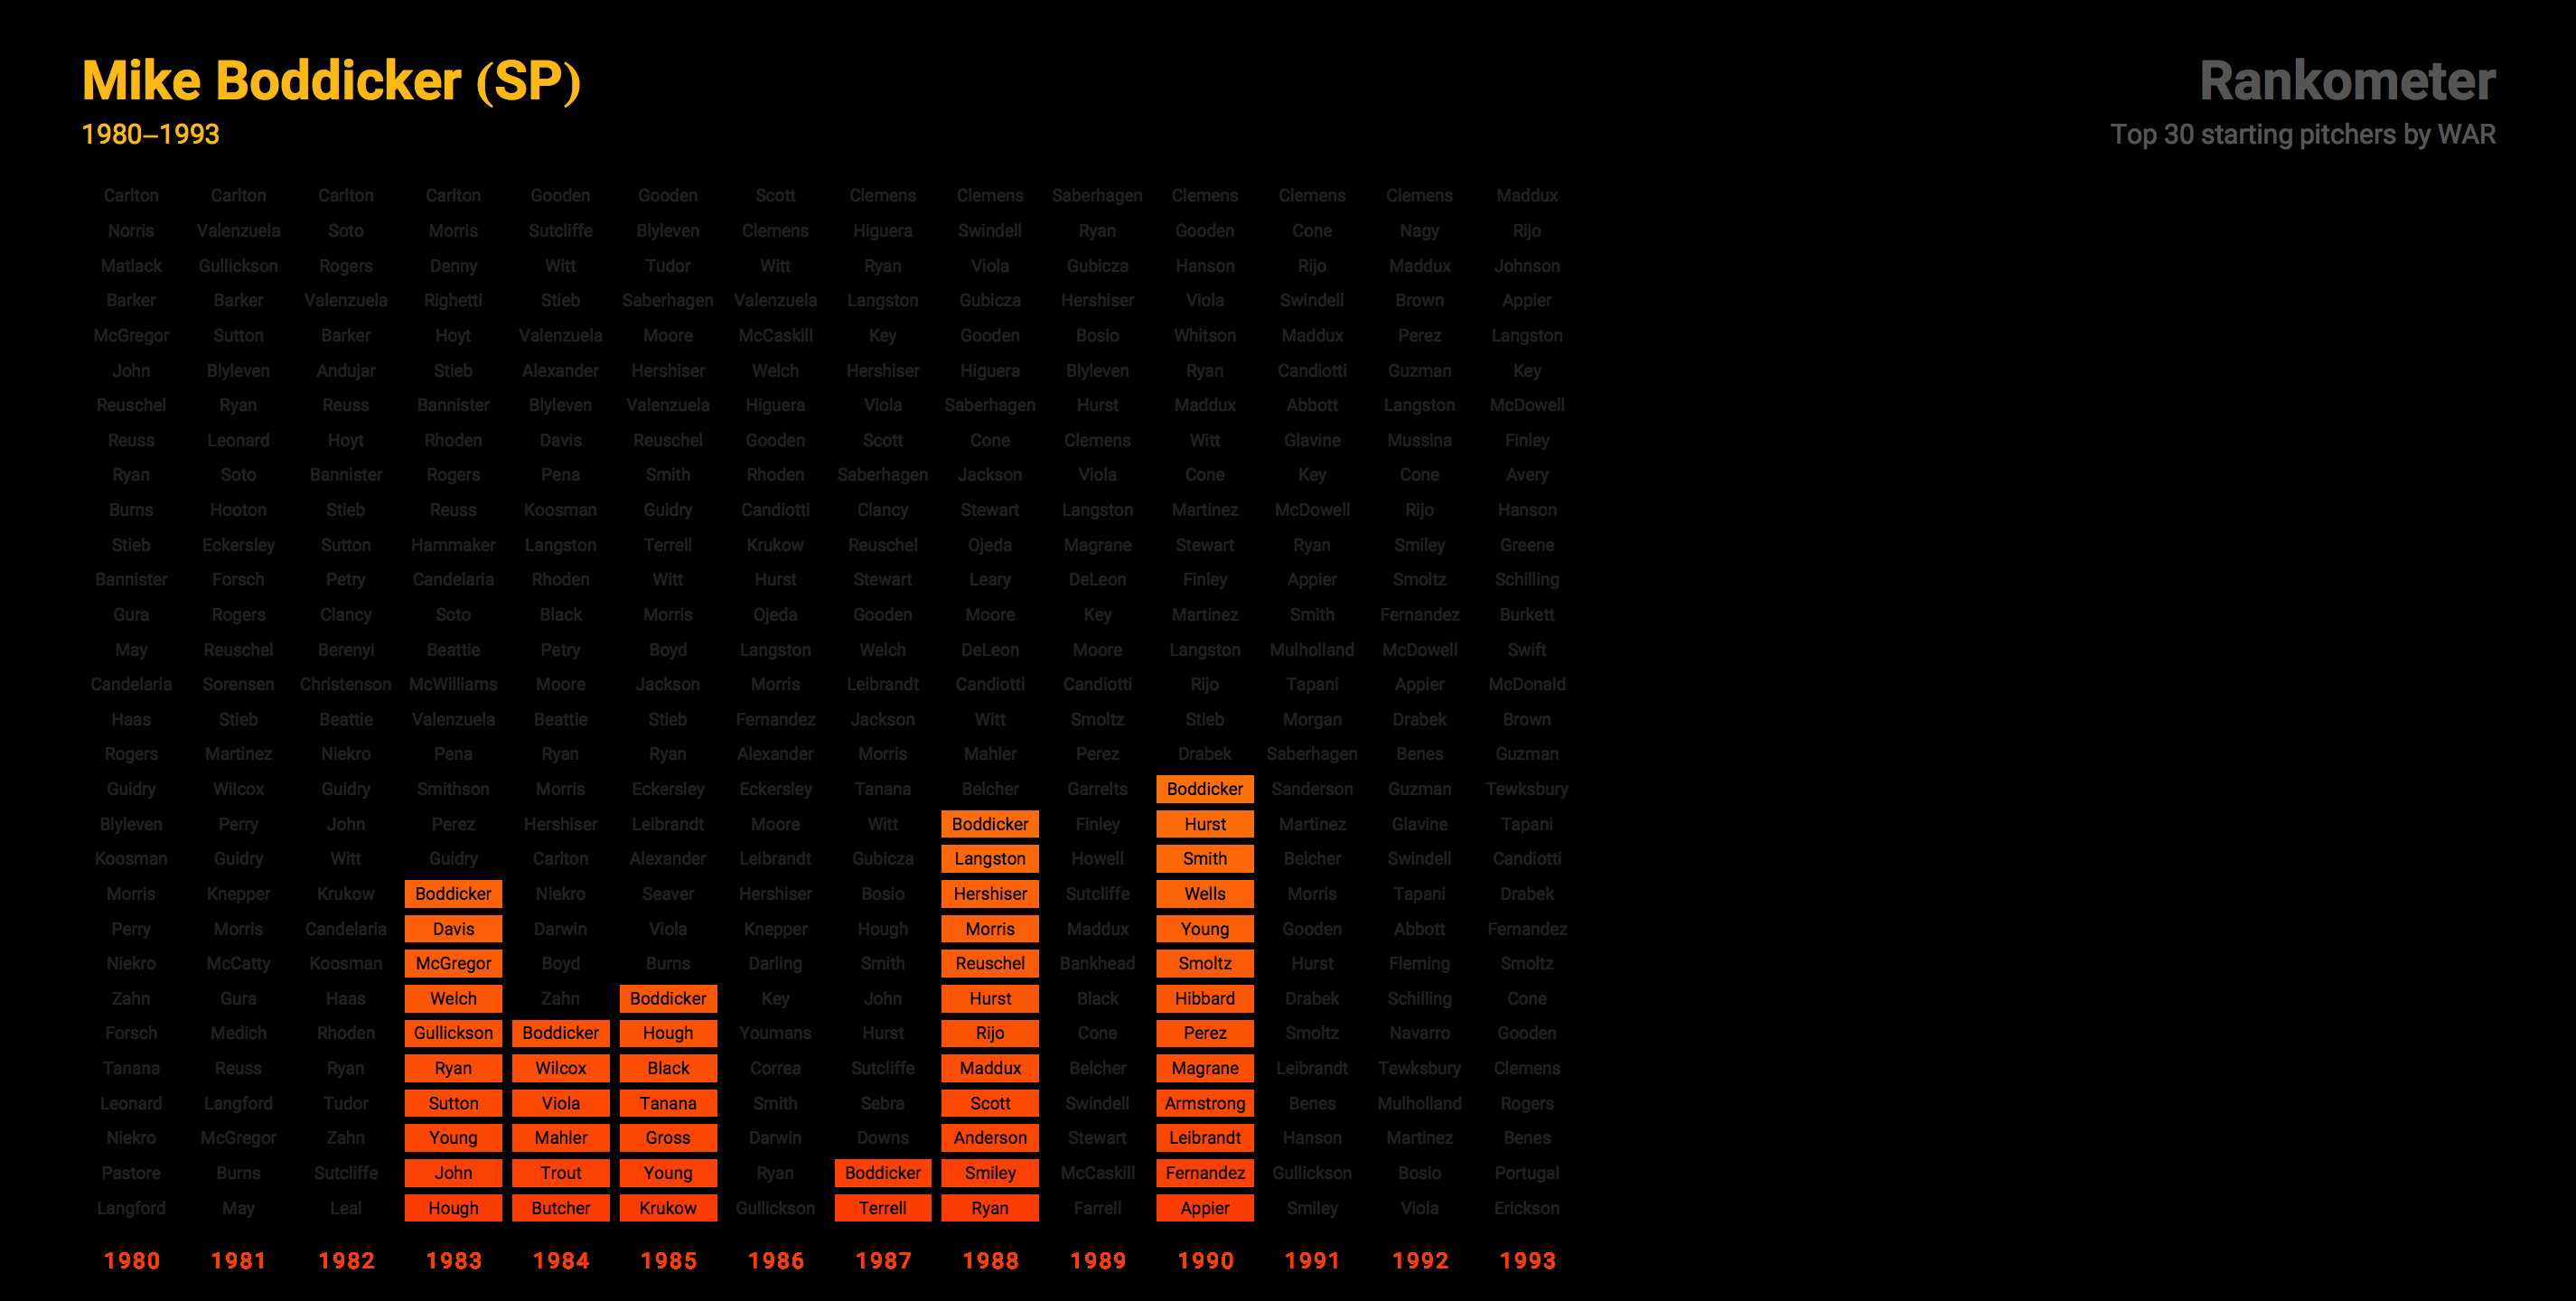 Mike Boddicker (SP)
1980–1993
Rankometer
Top 30 starting pitchers by WAR
Carlton Carlton Carlton Carlton Gooden Gooden Scott Clemens Clemens Saberhagen Clemens Clemens Clemens Maddux
Norris Valenzuela Soto Morris Sutcliffe Blyleven Clemens Higuera Swindell Ryan Gooden Cone Nagy Rijo
Matlack Gullickson Rogers Denny Witt Tudor Witt Ryan Viola Gubicza Hanson Rijo Maddux Johnson
Barker Barker Valenzuela Righetti Stieb Saberhagen Valenzuela Langston Gubicza Hershiser Viola Swindell Brown Appier
McGregor Sutton Barker Hoyt Valenzuela Moore McCaskill Key Gooden Bosio Whitson Maddux Perez Langston
John Blyleven Andujar Stieb Alexander Hershiser Welch Hershiser Higuera Blyleven Ryan Candiotti Guzman Key
Reuschel Ryan Reuss Bannister Blyleven Valenzuela Higuera Viola Saberhagen Hurst Maddux Abbott Langston McDowell
Reuss Leonard Hoyt Rhoden Davis Reuschel Gooden Scott Cone Clemens Witt Glavine Mussina Finley
Ryan Soto Bannister Rogers Pena Smith Rhoden Saberhagen Jackson Viola Cone Key Cone Avery
Burns Hooton Stieb Reuss Koosman Guidry Candiotti Clancy Stewart Langston Martinez McDowell Rijo Hanson
Stieb Eckersley Sutton Hammaker Langston Terrell Krukow Reuschel Ojeda Magrane Stewart Ryan Smiley Greene
Bannister Forsch Petry Candelaria Rhoden Witt Hurst Stewart Leary DeLeon Finley Appier Smoltz Schilling
Gura Rogers Clancy Soto Black Morris Ojeda Gooden Moore Key Martinez Smith Fernandez Burkett
May Reuschel Berenyi Beattie Petry Boyd Langston Welch DeLeon Moore Langston Mulholland McDowell Swift
Candelaria Sorensen Christenson McWilliams Moore Jackson Morris Leibrandt Candiotti Candiotti Rijo Tapani Appier McDonald
Haas Stieb Beattie Valenzuela Beattie Stieb Fernandez Jackson Witt Smoltz Stieb Morgan Drabek Brown
Rogers Martinez Niekro Pena Ryan Ryan Alexander Morris Mahler Perez Drabek Saberhagen Benes Guzman
Guidry Wilcox Guidry Smithson Morris Eckersley Eckersley Tanana Belcher Garrelts Boddicker Sanderson Guzman Tewksbury
Blyleven Perry John Perez Hershiser Leibrandt Moore Witt Boddicker Finley Hurst Martinez Glavine Tapani
Koosman Guidry Witt Guidry Carlton Alexander Leibrandt Gubicza Langston Howell Smith Belcher Swindell Candiotti
Morris Knepper Krukow Boddicker Niekro Seaver Hershiser Bosio Hershiser Sutcliffe Wells Morris Tapani Drabek
Perry Morris Candelaria Davis Darwin Viola Knepper Hough Morris Maddux Young Gooden Abbott Fernandez
Niekro McCatty Koosman McGregor Boyd Burns Darling Smith Reuschel Bankhead Smoltz Hurst Fleming Smoltz
Zahn Gura Haas Welch Zahn Boddicker Key John Hurst Black Hibbard Drabek Schilling Cone
Forsch Medich Rhoden Gullickson Boddicker Hough Youmans Hurst Rijo Cone Perez Smoltz Navarro Gooden
Tanana Reuss Ryan Ryan Wilcox Black Correa Sutcliffe Maddux Belcher Magrane Leibrandt Tewksbury Clemens
Leonard Langford Tudor Sutton Viola Tanana Smith Sebra Scott Swindell Armstrong Benes Mulholland Rogers
Niekro McGregor Zahn Young Mahler Gross Darwin Downs Anderson Stewart Leibrandt Hanson Martinez Benes
Pastore Burns Sutcliffe John Trout Young Ryan Boddicker Smiley McCaskill Fernandez Gullickson Bosio Portugal
Langford May Leal Hough Butcher Krukow Gullickson Terrell Ryan Farrell Appier Smiley Viola Erickson
1980 1981 1982 1983 1984 1985 1986 1987 1988 1989 1990 1991 1992 1993